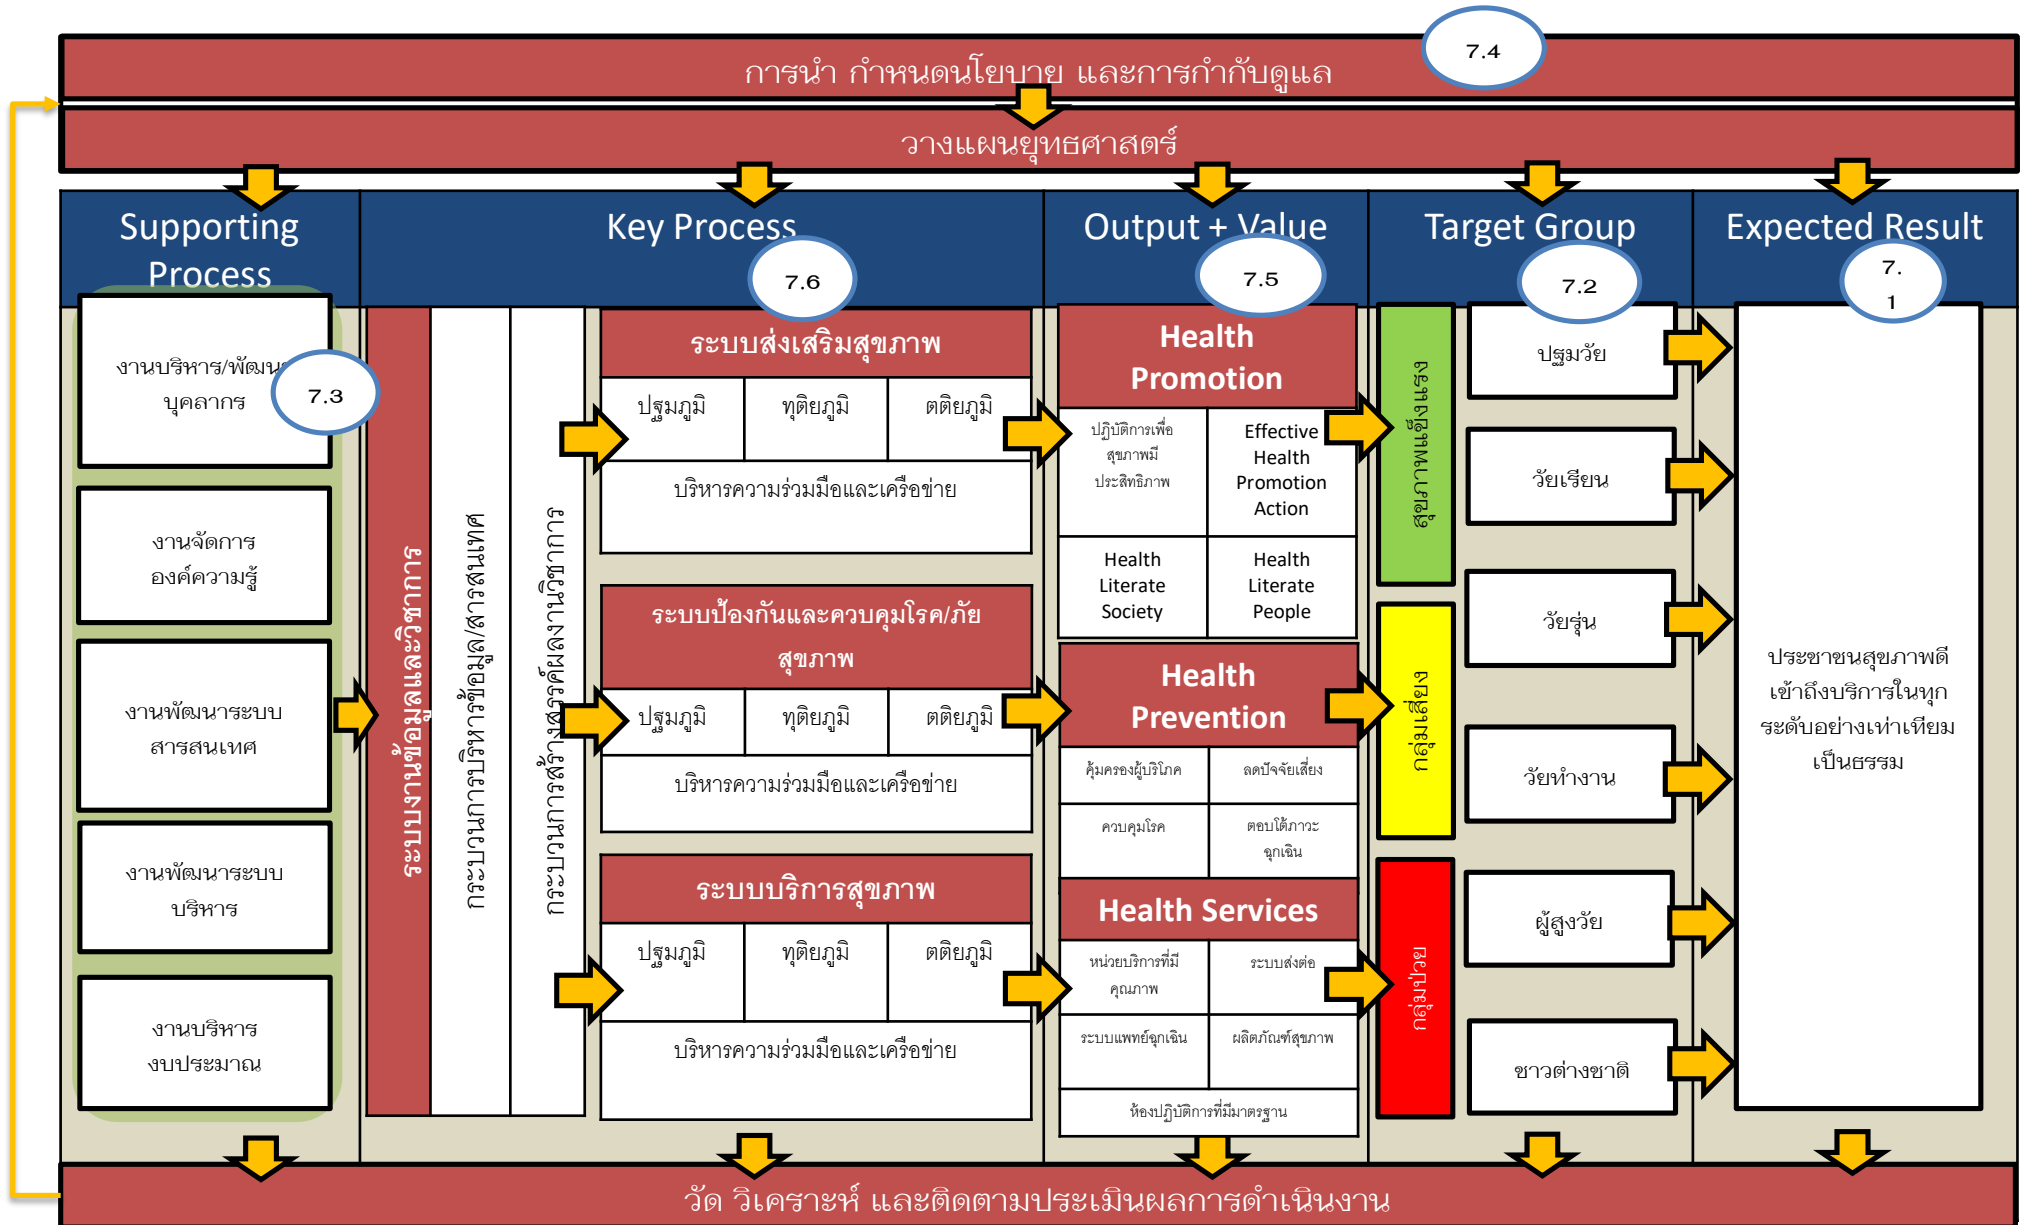 7.4
การนำ กำหนดนโยบาย และการกำกับดูแล
วางแผนยุทธศาสตร์
Supporting
Process
Key Process
7.6
Output + Value
7.5
Target Group
7.2
Expected Result
7.
1
งานบริหาร/พัฒนา
บุคลากร
7.3
งานจัดการ
องค์ความรู้
งานพัฒนาระบบ
สารสนเทศ
งานพัฒนาระบบ
บริหาร
งานบริหาร
งบประมาณ
ระบบงานข้อมูลและวิชาการ
กระบวนการบริหารข้อมูล/สารสนเทศ
กระบวนการสร้างสรรค์ผลงานวิชาการ
ระบบส่งเสริมสุขภาพ
ปฐมภูมิ
ทุติยภูมิ
ตติยภูมิ
บริหารความร่วมมือและเครือข่าย
ระบบป้องกันและควบคุมโรค/ภัย
สุขภาพ
ปฐมภูมิ
ทุติยภูมิ
ตติยภูมิ
บริหารความร่วมมือและเครือข่าย
ระบบบริการสุขภาพ
ปฐมภูมิ
ทุติยภูมิ
ตติยภูมิ
บริหารความร่วมมือและเครือข่าย
Health
Promotion
ปฏิบัติการเพื่อ
สุขภาพมี
ประสิทธิภาพ
Effective
Health
Promotion
Action
Health
Literate
Society
Health
Literate
People
Health
Prevention
คุ้มครองผู้บริโภค
ลดปัจจัยเสี่ยง
ควบคุมโรค
ตอบโต้ภาวะ
ฉุกเฉิน
Health Services
หน่วยบริการที่มี
คุณภาพ
ระบบส่งต่อ
ระบบแพทย์ฉุกเฉิน
ผลิตภัณฑ์สุขภาพ
ห้องปฏิบัติการที่มีมาตรฐาน
สุขภาพแข็งแรง
กลุ่มเสี่ยง
กลุ่มป่วย
ปฐมวัย
วัยเรียน
วัยรุ่น
วัยทำงาน
ผู้สูงวัย
ชาวต่างชาติ
ประชาชนสุขภาพดี
เข้าถึงบริการในทุก
ระดับอย่างเท่าเทียม
เป็นธรรม
วัด วิเคราะห์ และติดตามประเมินผลการดำเนินงาน